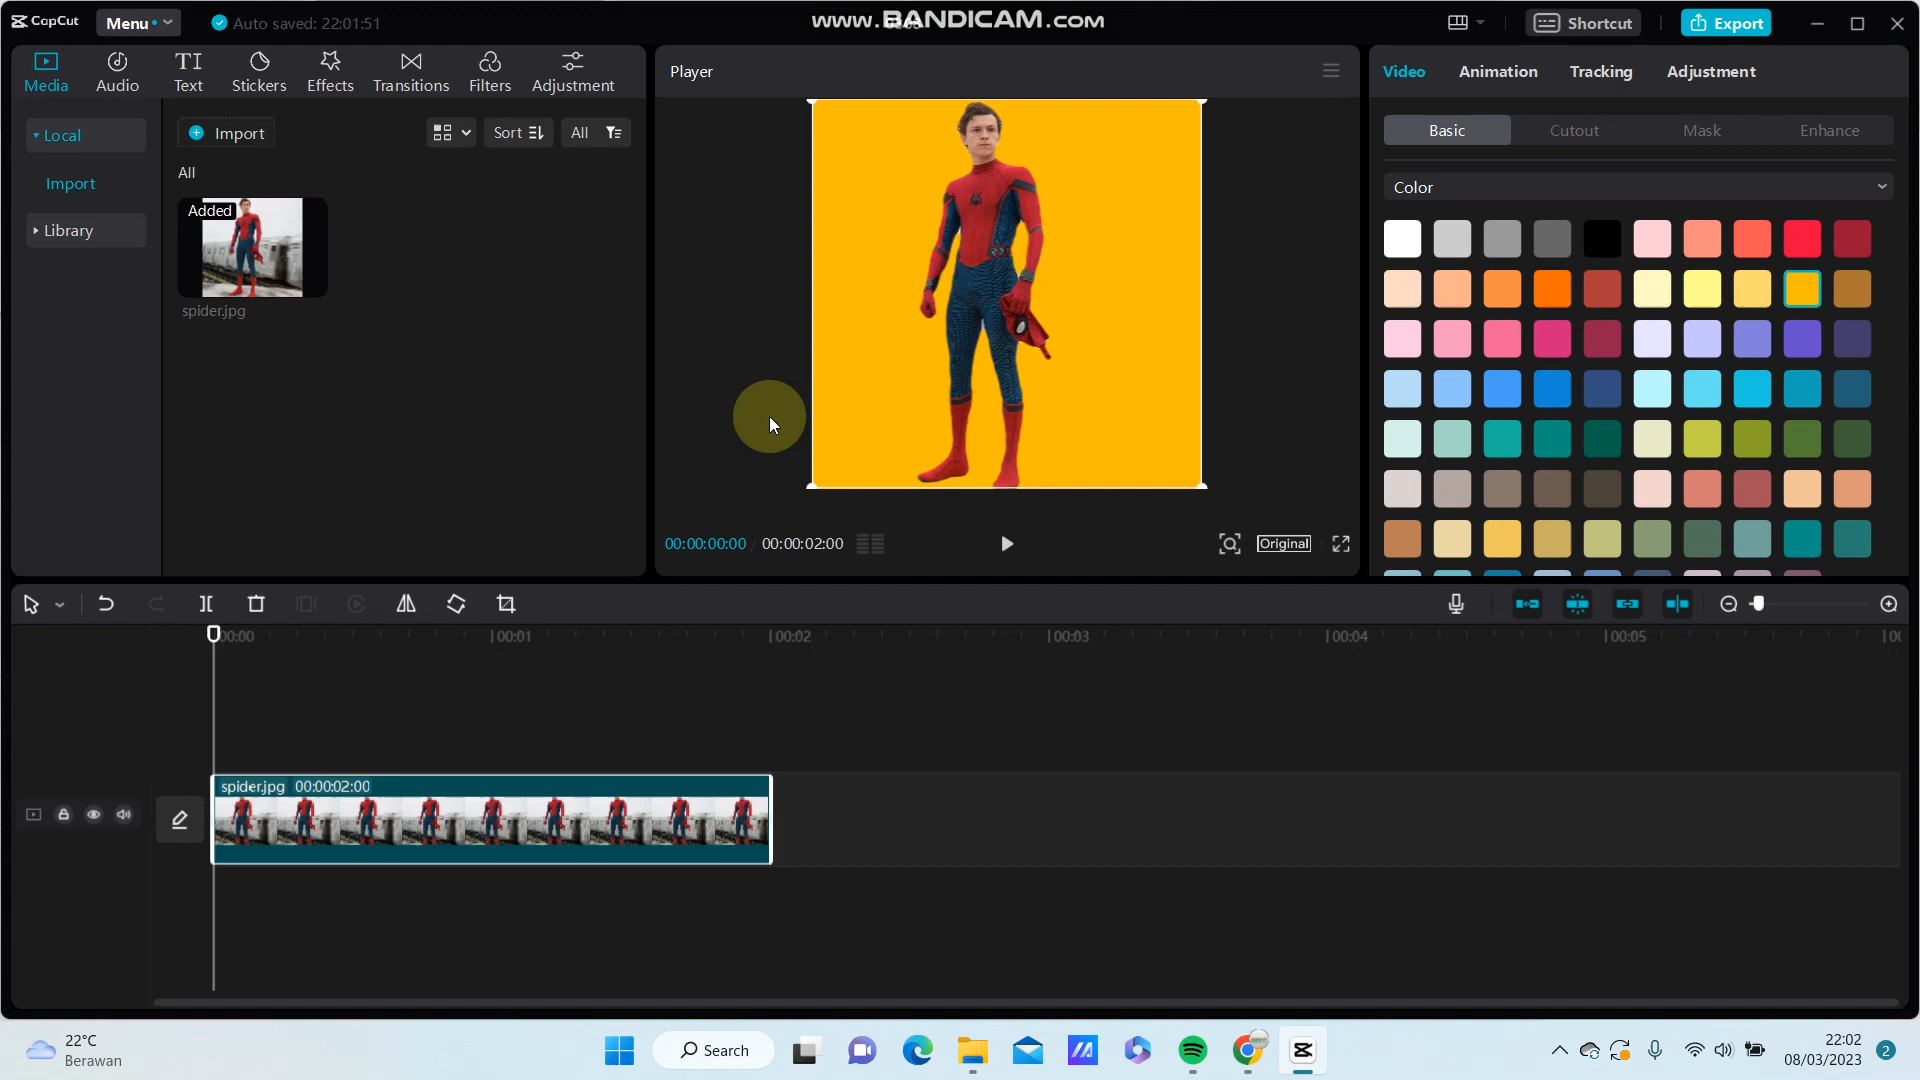 CapCut
Menu
Auto saved: 22:01:51
www.BANDICAM.com
Shortcut
Export
Media
Audio
TI
Text
Stickers
Effects
Transitions
Filters
Adjustment
Local
Import
Library
Import
Sort
All
All
Added
spider.jpg
Player
00:00:00:00 / 00:00:02:00
Original
Video
Animation
Tracking
Adjustment
Basic
Cutout
Mask
Enhance
Color
00:00
00:01
00:02
00:03
00:04
00:05
spider.jpg 00:00:02:00
22°C
Berawan
Search
22:02
08/03/2023
2